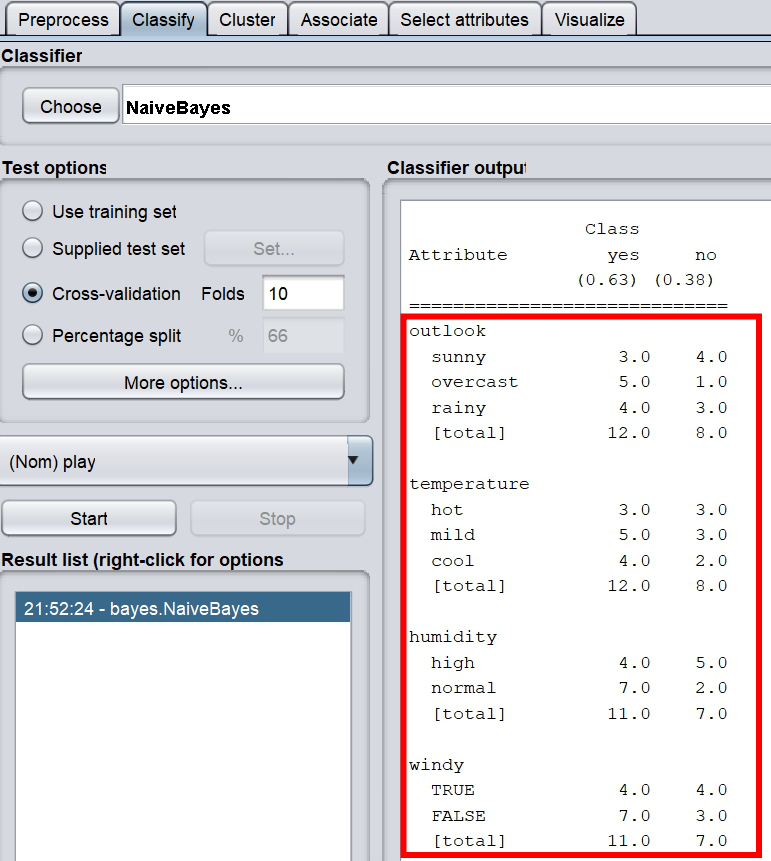 Preprocess Classify Cluster Associate Select attributes Visualize
Classifier
Choose NaiveBayes
Test options
Use training set
Supplied test set Set...
Cross-validation Folds 10
Percentage split % 66
More options...
(Nom) play
Start Stop
Result list (right-click for options
21:52:24 - bayes.NaiveBayes
Classifier output
Class
Attribute yes no
(0.63) (0.38)
=============================
outlook
sunny 3.0 4.0
overcast 5.0 1.0
rainy 4.0 3.0
[total] 12.0 8.0
temperature
hot 3.0 3.0
mild 5.0 3.0
cool 4.0 2.0
[total] 12.0 8.0
humidity
high 4.0 5.0
normal 7.0 2.0
[total] 11.0 7.0
windy
TRUE 4.0 4.0
FALSE 7.0 3.0
[total] 11.0 7.0